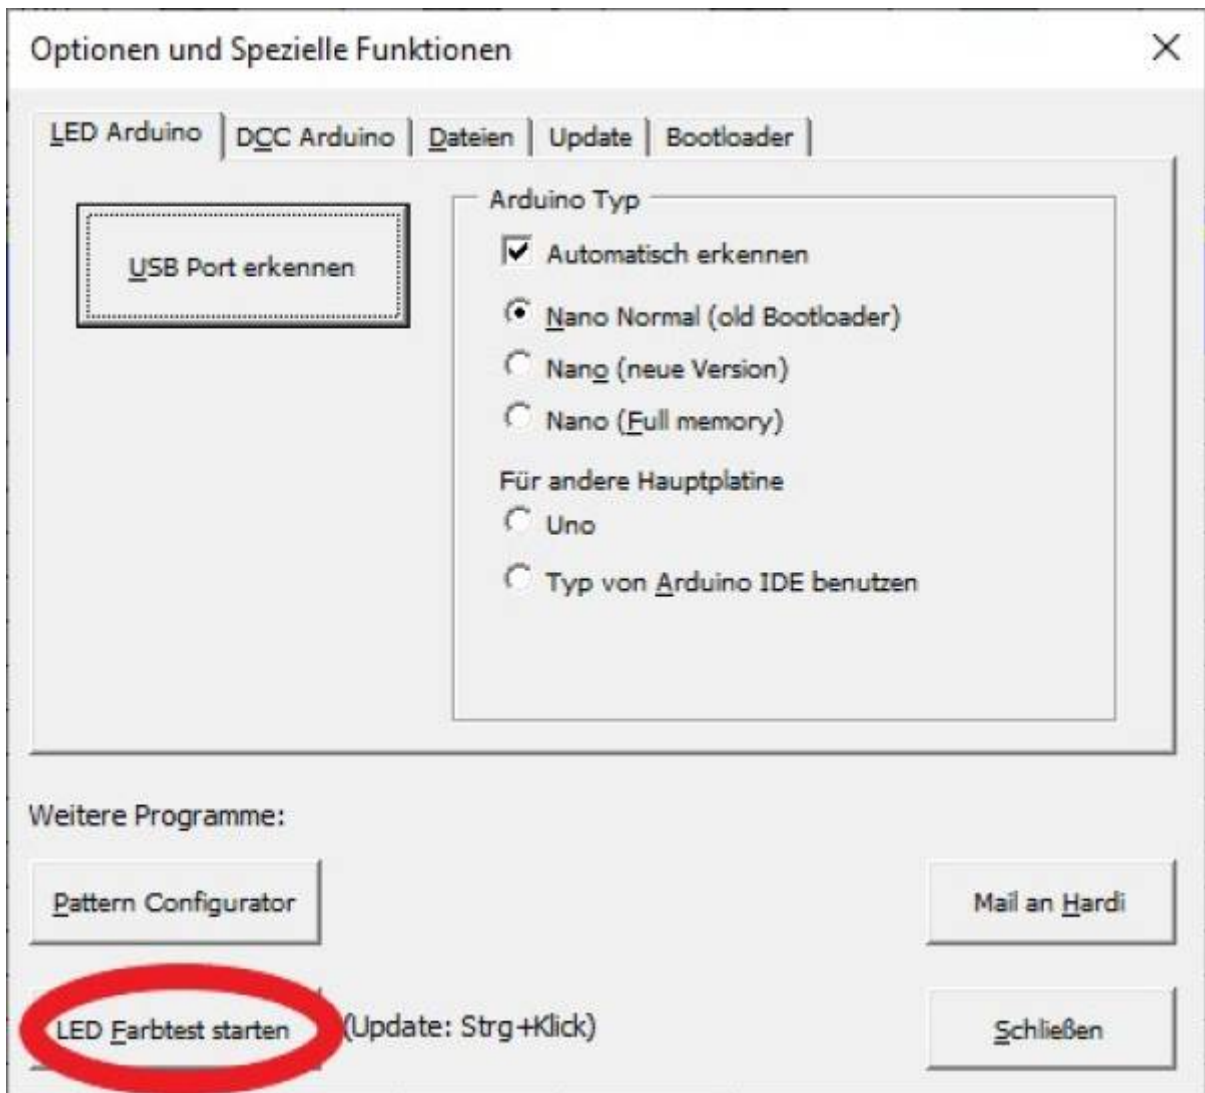 Optionen und Spezielle Funktionen
LED Arduino
DCC Arduino
Dateien
Update
Bootloader
USB Port erkennen
Arduino Typ
Automatisch erkennen
Nano Normal (old Bootloader)
Nano (neue Version)
Nano (Full memory)
Für andere Hauptplatine
Uno
Typ von Arduino IDE benutzen
Weitere Programme:
Pattern Configurator
Mail an Hardi
LED Farbtest starten
(Update: Strg+Klick)
Schließen